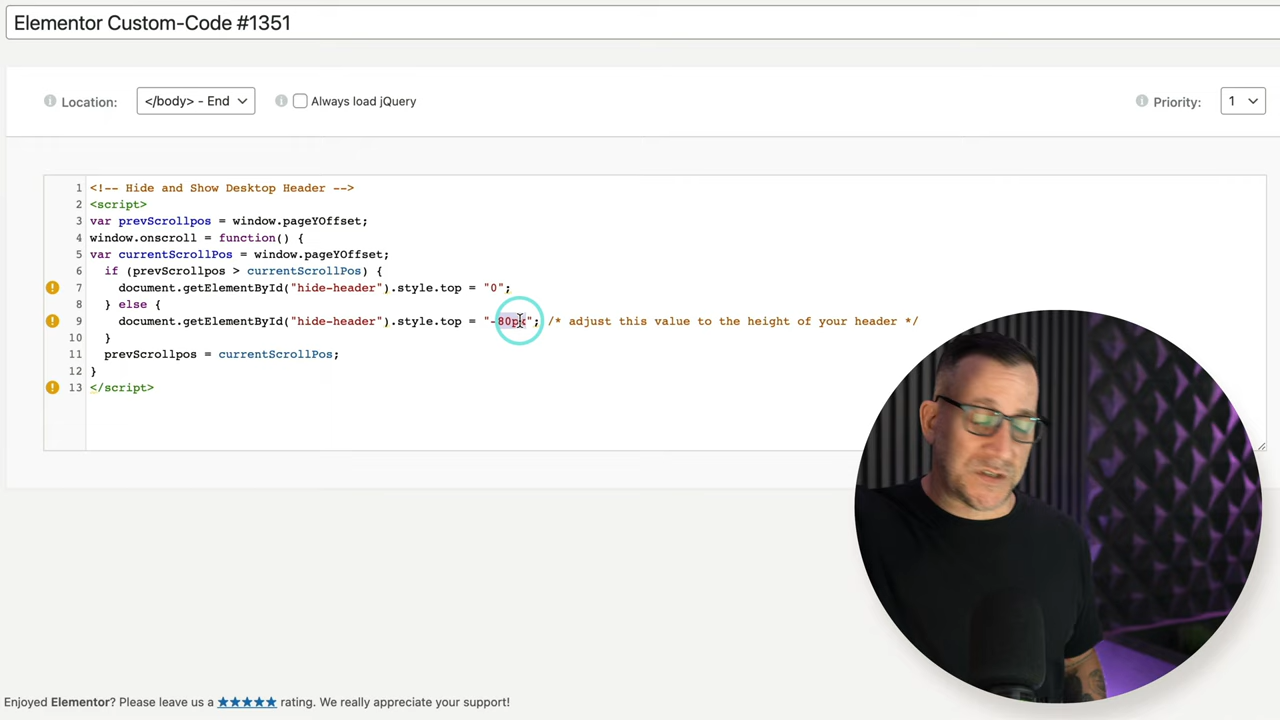 Elementor Custom-Code #1351
Location: </body> - End Always load jQuery Priority: 1
1 <!-- Hide and Show Desktop Header -->
2 <script>
3 var prevScrollpos = window.pageYOffset;
4 window.onscroll = function() {
5 var currentScrollPos = window.pageYOffset;
6 if (prevScrollpos > currentScrollPos) {
7 document.getElementById("hide-header").style.top = "0";
8 } else {
9 document.getElementById("hide-header").style.top = "-80px"; /* adjust this value to the height of your header */
10 }
11 prevScrollpos = currentScrollPos;
12 }
13 </script>
Enjoyed Elementor? Please leave us a ★★★★★ rating. We really appreciate your support!